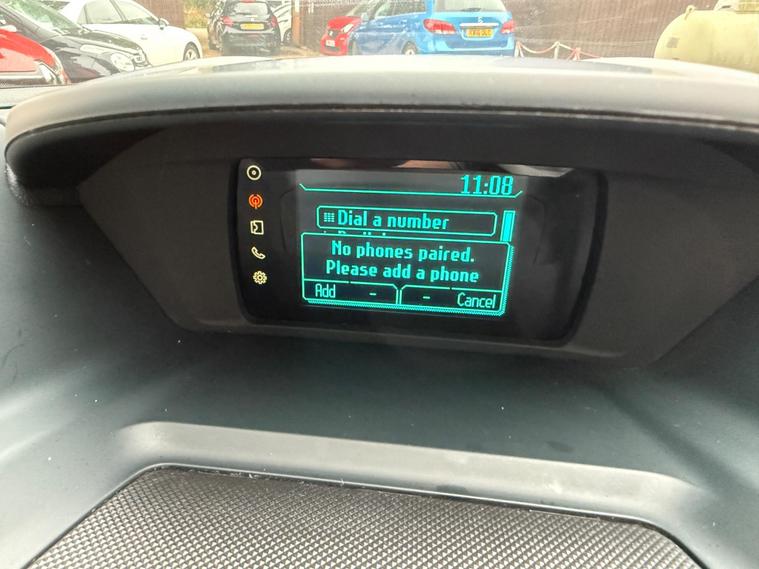 11:08
Dial a number
No phones paired.
Please add a phone
Add - - Cancel